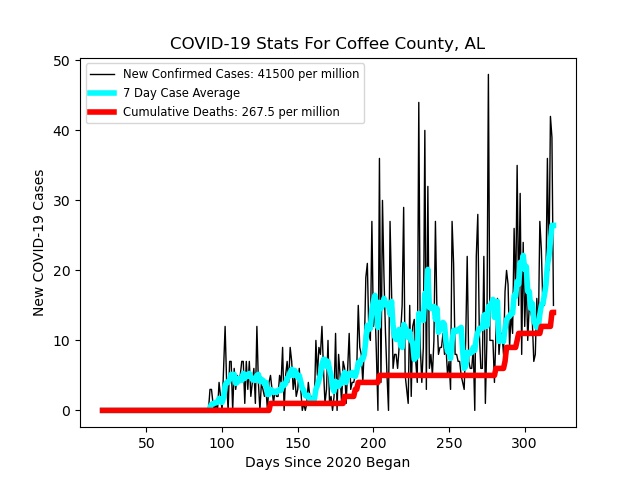 COVID-19 Stats For Coffee County, AL
New Confirmed Cases: 41500 per million
7 Day Case Average
Cumulative Deaths: 267.5 per million
New COVID-19 Cases
50
40
30
20
10
0
50 100 150 200 250 300
Days Since 2020 Began